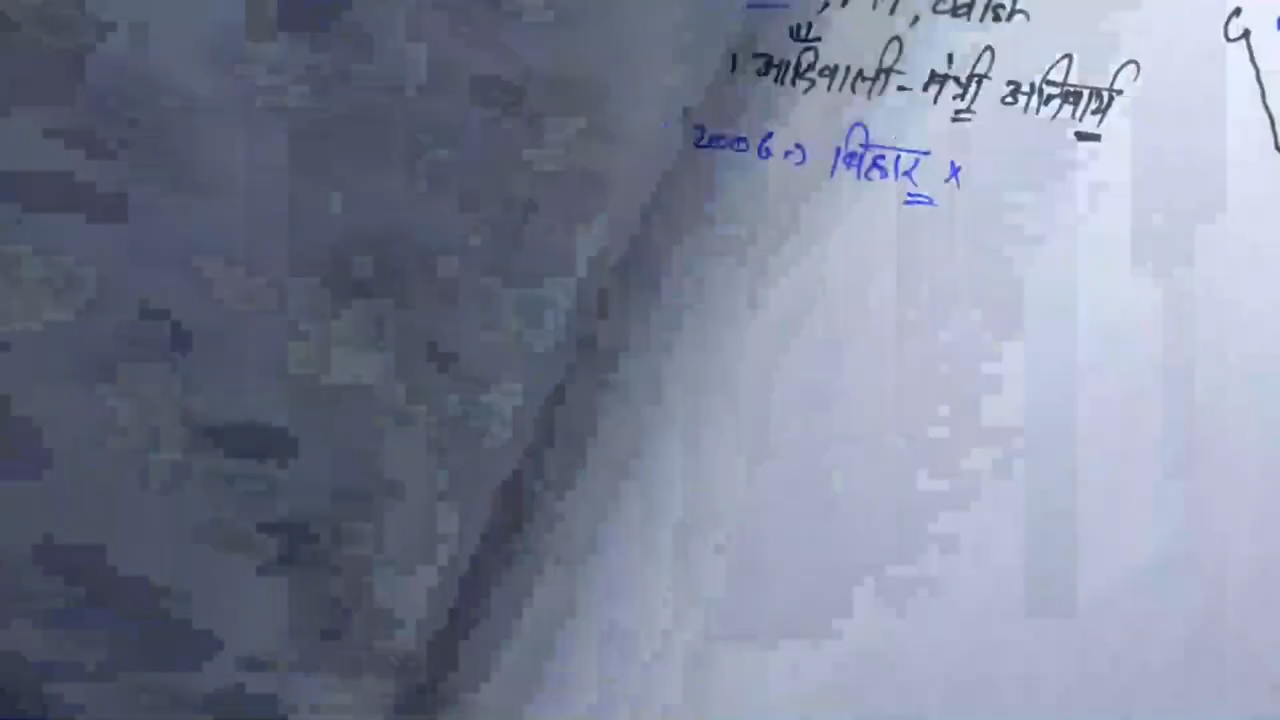 आदिवासी - मंत्री अनिवार्य
2006 → बिहार ×